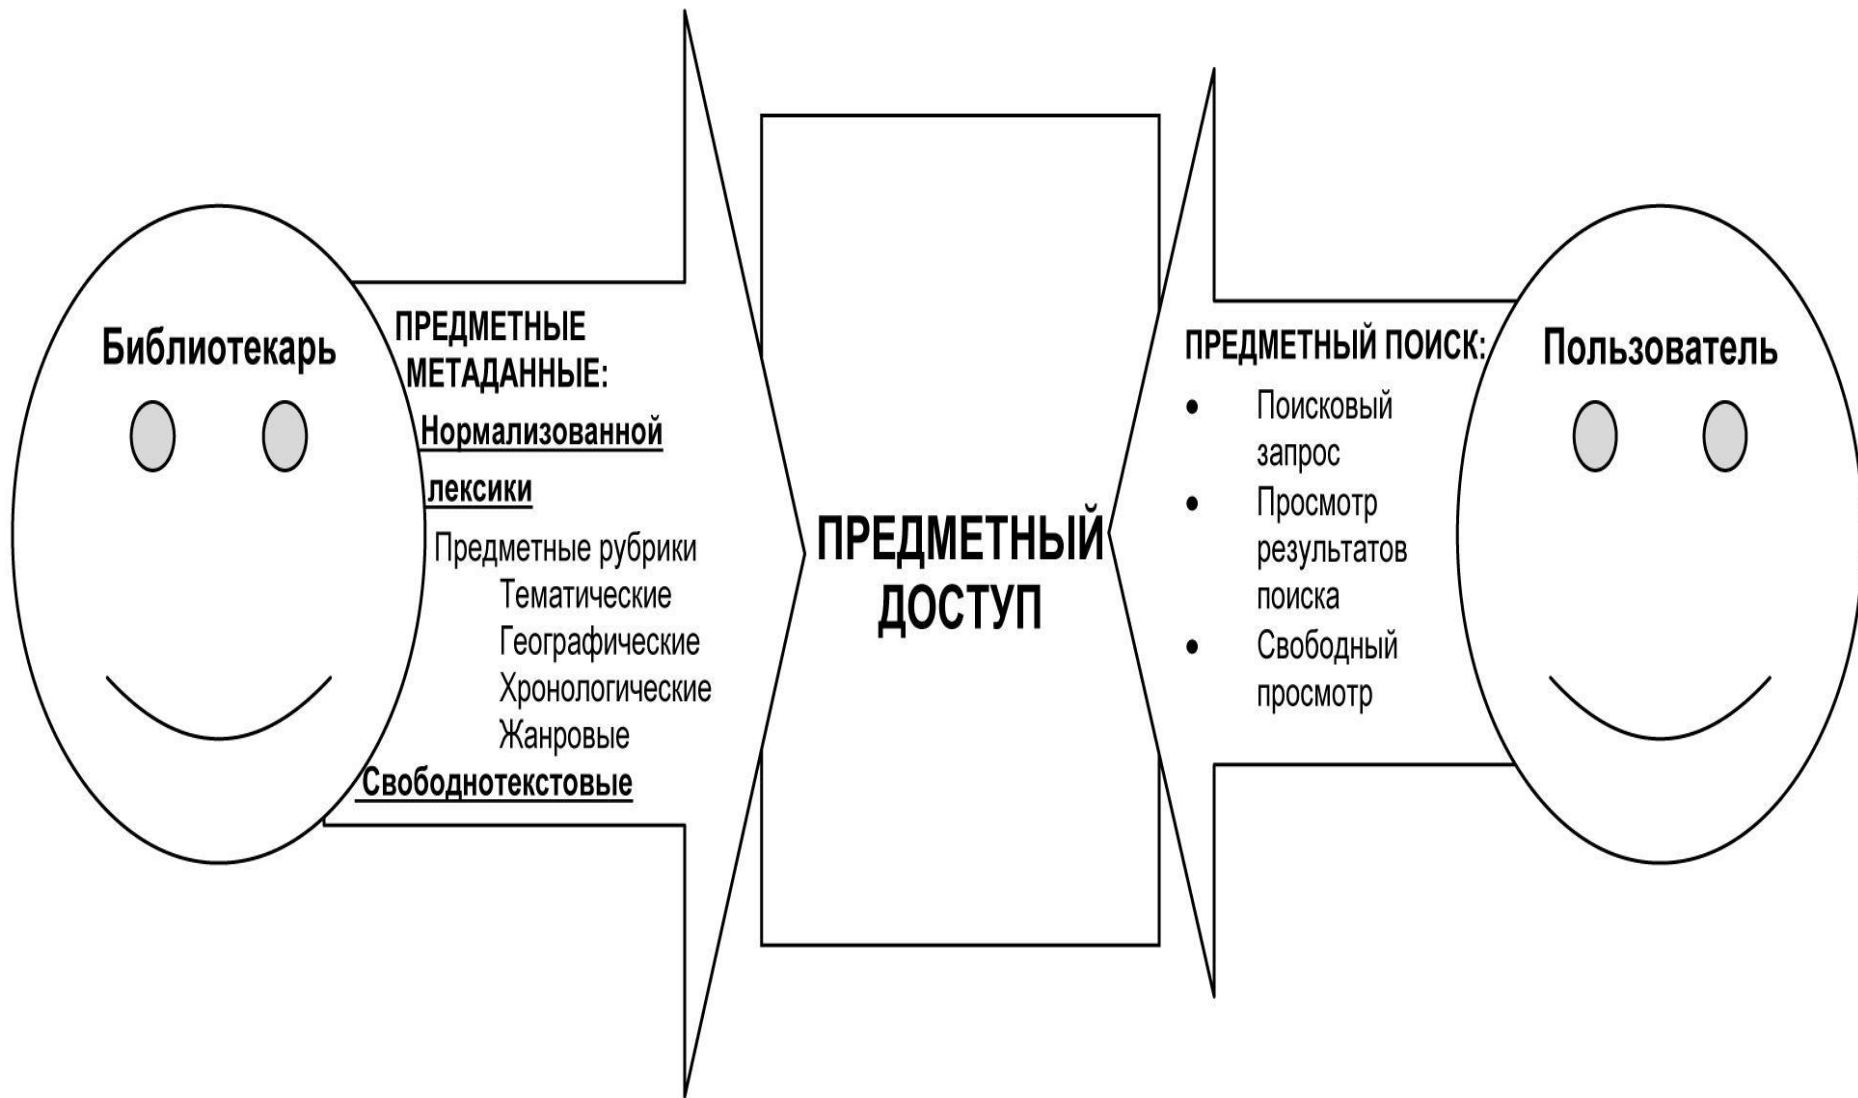 Библиотекарь
ПРЕДМЕТНЫЕ
МЕТАДАННЫЕ:
Нормализованной
лексики
Предметные рубрики
Тематические
Географические
Хронологические
Жанровые
Свободнотекстовые
ПРЕДМЕТНЫЙ
ДОСТУП
ПРЕДМЕТНЫЙ ПОИСК:
• Поисковый
запрос
• Просмотр
результатов
поиска
• Свободный
просмотр
Пользователь